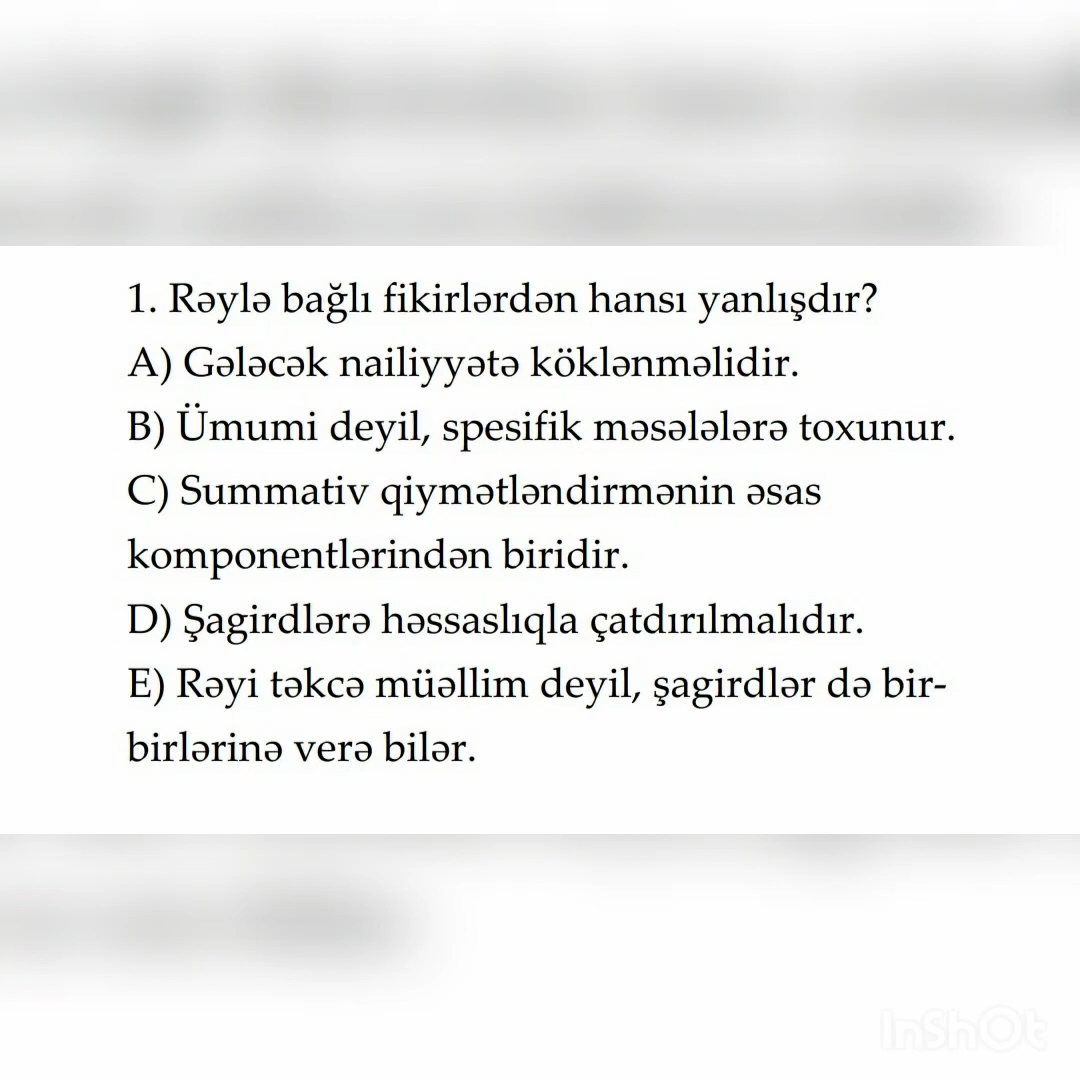 1. Rəylə bağlı fikirlərdən hansı yanlışdır?
A) Gələcək nailiyyətə köklənməlidir.
B) Ümumi deyil, spesifik məsələlərə toxunur.
C) Summativ qiymətləndirmənin əsas
komponentlərindən biridir.
D) Şagirdlərə həssaslıqla çatdırılmalıdır.
E) Rəyi təkcə müəllim deyil, şagirdlər də bir-
birlərinə verə bilər.
InShOt